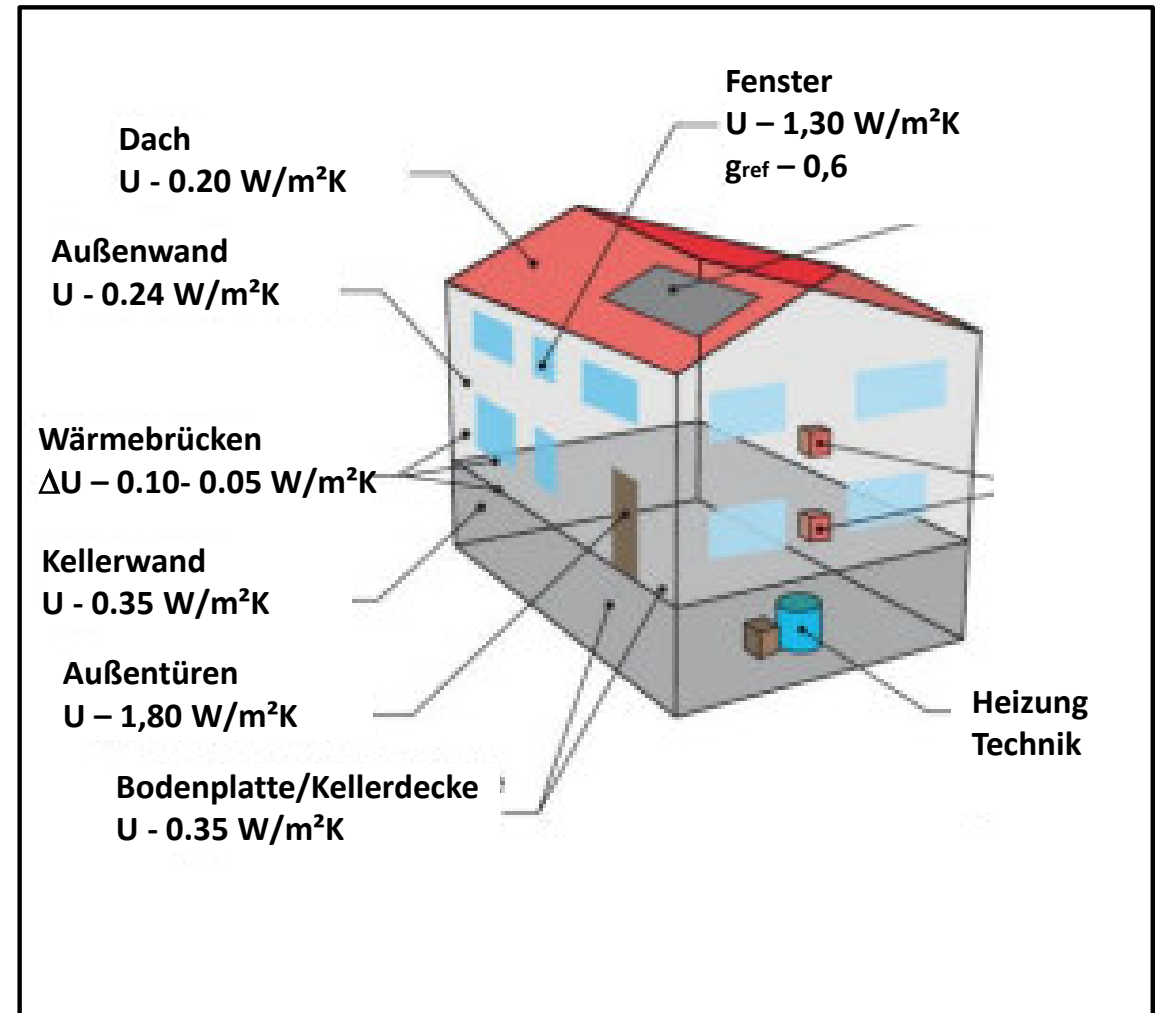 Fenster
U – 1,30 W/m²K
gref – 0,6
Dach
U - 0.20 W/m²K
Außenwand
U - 0.24 W/m²K
Wärmebrücken
ΔU – 0.10- 0.05 W/m²K
Kellerwand
U - 0.35 W/m²K
Außentüren
U – 1,80 W/m²K
Heizung
Technik
Bodenplatte/Kellerdecke
U - 0.35 W/m²K